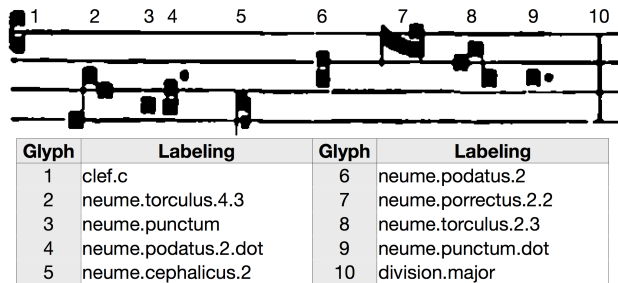 1 2 3 4 5 6 7 8 9 10
Glyph Labeling Glyph Labeling
1 clef.c 6 neume.podatus.2
2 neume.torculus.4.3 7 neume.porrectus.2.2
3 neume.punctum 8 neume.torculus.2.3
4 neume.podatus.2.dot 9 neume.punctum.dot
5 neume.cephalicus.2 10 division.major